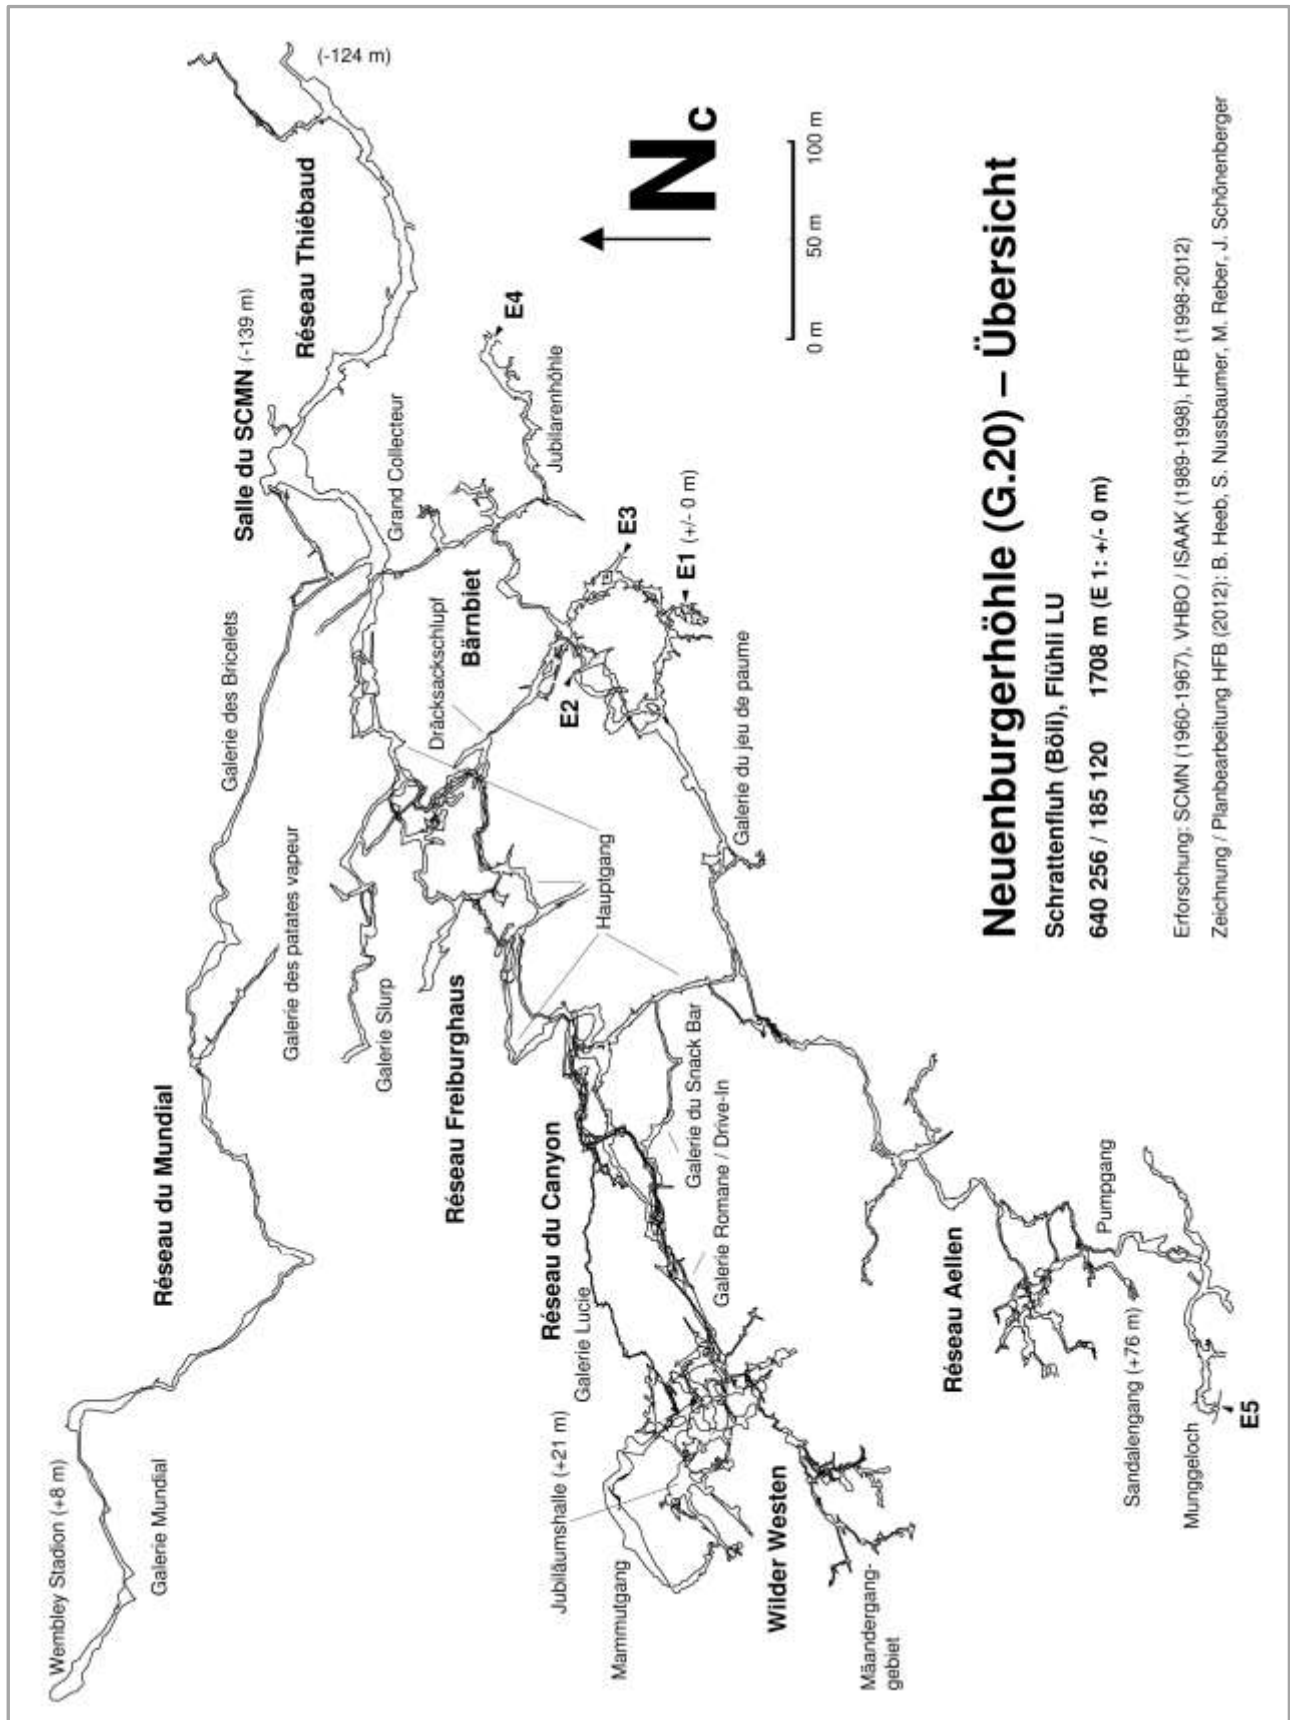 Wembley Stadion (+8 m)
Galerie Mundial
Réseau du Mundial
Galerie des Bricelets
Salle du SCMN (-139 m)
(-124 m)
Réseau Thiébaud
Galerie des patates vapeur
Galerie Slurp
Grand Collecteur
Dräcksackschlupf
Bärnbiet
Réseau Freiburghaus
E4
Jubilarenhöhle
Jubiläumshalle (+21 m)
Mammutgang
Réseau du Canyon
Galerie Lucie
Hauptgang
E2
E3
E1 (+/- 0 m)
Nc
Galerie du Snack Bar
Galerie Romane / Drive-In
Galerie du jeu de paume
Wilder Westen
0 m
50 m
100 m
Mäandergang-
gebiet
Réseau Aellen
Pumpgang
Sandalengang (+76 m)
Munggeloch
E5
Neuenburgerhöhle (G.20) – Übersicht
Schrattenfluh (Böli), Flühli LU
640 256 / 185 120 1708 m (E 1: +/- 0 m)
Erforschung: SCMN (1960-1967), VHBO / ISAAK (1989-1998), HFB (1998-2012)
Zeichnung / Planbearbeitung HFB (2012): B. Heeb, S. Nussbaumer, M. Reber, J. Schönenberger